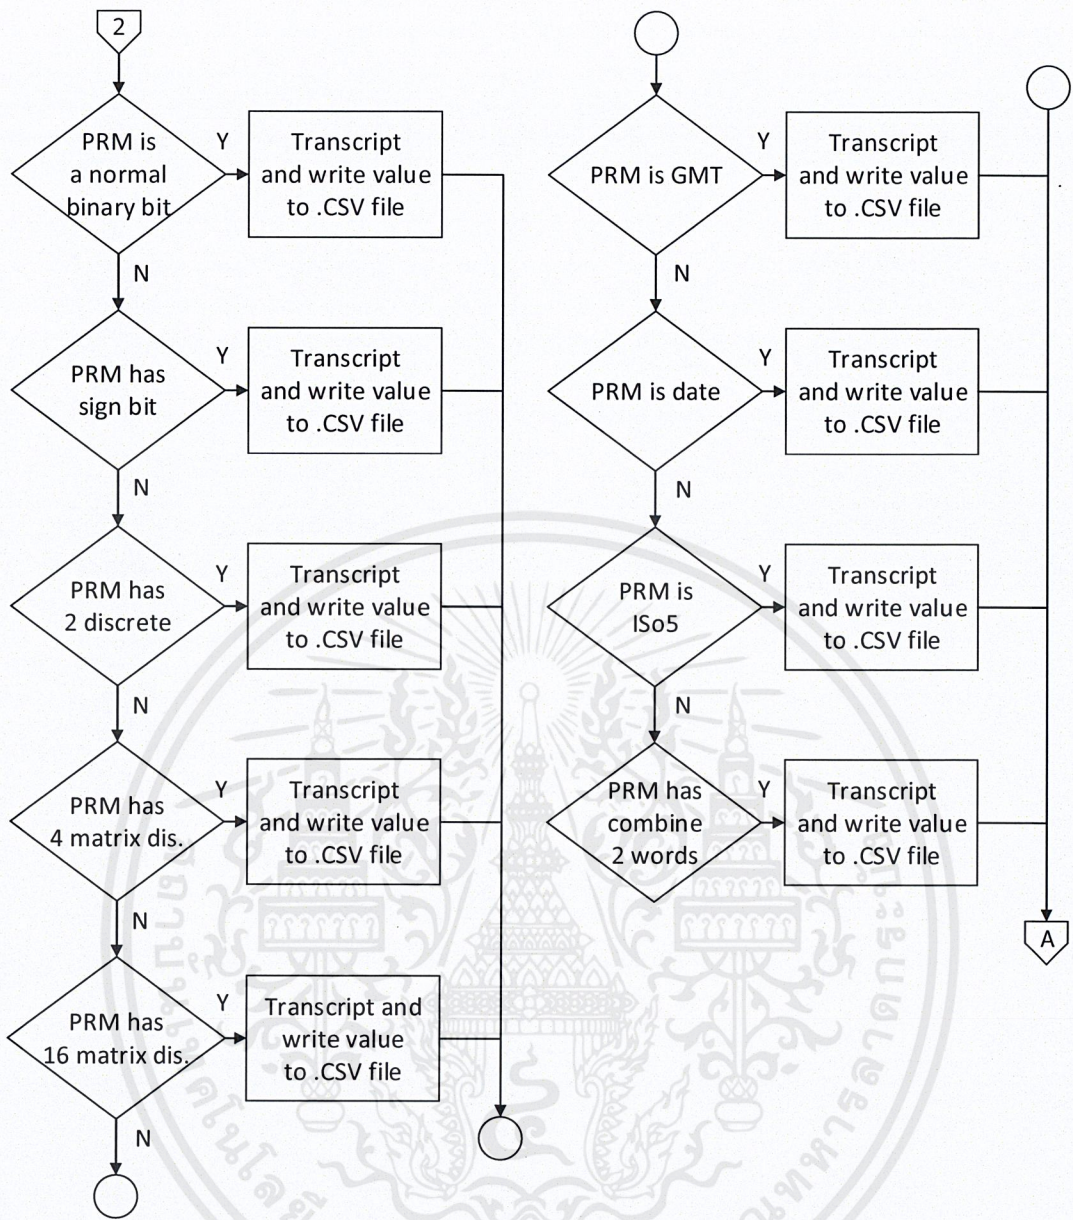 2
PRM is
a normal
binary bit
Y
Transcript
and write value
to .CSV file
N
PRM has
sign bit
Y
Transcript
and write value
to .CSV file
N
PRM has
2 discrete
Y
Transcript
and write value
to .CSV file
N
PRM has
4 matrix dis.
Y
Transcript
and write value
to .CSV file
N
PRM has
16 matrix dis.
Y
Transcript and
write value
to .CSV file
N
PRM is GMT
Y
Transcript
and write value
to .CSV file
N
PRM is date
Y
Transcript
and write value
to .CSV file
N
PRM is
ISo5
Y
Transcript
and write value
to .CSV file
N
PRM has
combine
2 words
Y
Transcript
and write value
to .CSV file
A